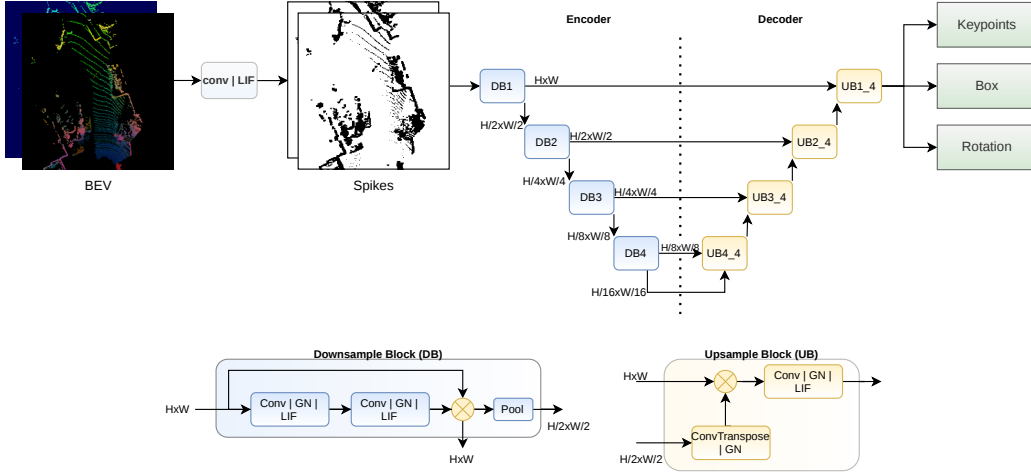 Encoder
Decoder
Keypoints
Box
Rotation
conv | LIF
BEV
Spikes
DB1
HxW
UB1_4
H/2xW/2
DB2
H/2xW/2
UB2_4
H/4xW/4
DB3
H/4xW/4
UB3_4
H/8xW/8
DB4
H/8xW/8
UB4_4
H/16xW/16
Downsample Block (DB)
HxW
Conv | GN |
LIF
Conv | GN |
LIF
Pool
H/2xW/2
HxW
Upsample Block (UB)
HxW
Conv | GN |
LIF
ConvTranspose
| GN
H/2xW/2